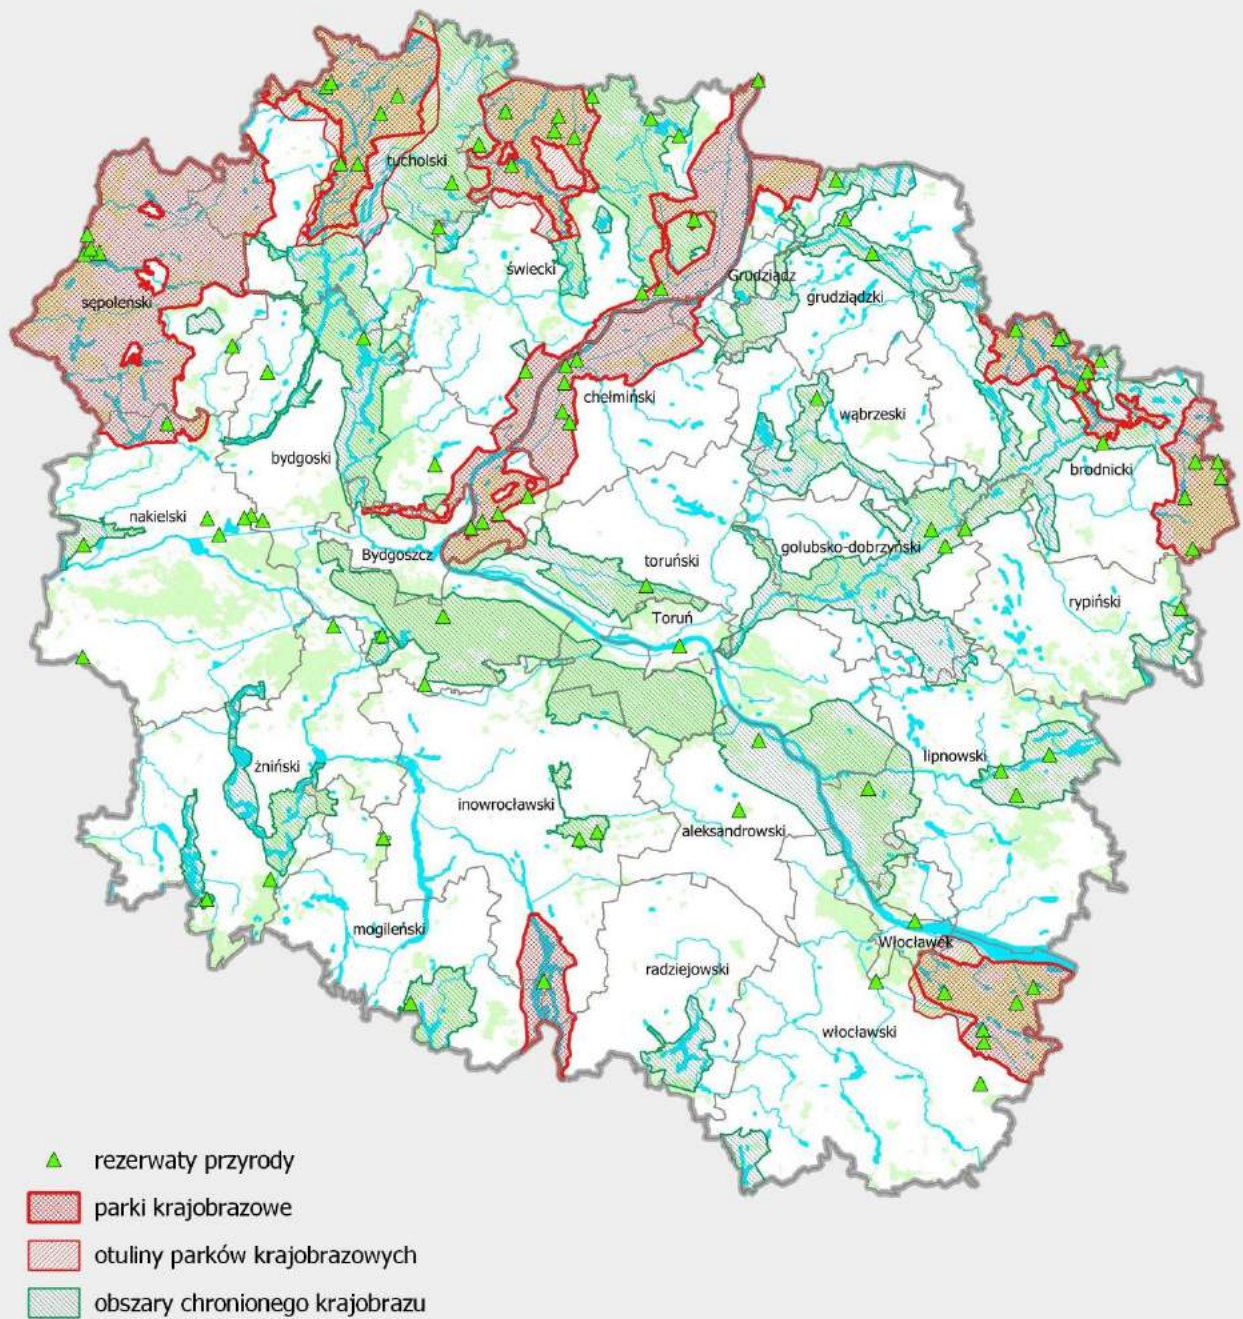 tucholski
świecki
Grudziądz
grudziądzki
sępoleński
chełmiński
wąbrzeski
bydgoski
brodnicki
nakielski
Bydgoszcz
toruński
golubsko-dobrzyński
rypiński
Toruń
żniński
lipnowski
inowrocławski
aleksandrowski
mogileński
Włocławek
radziejowski
włocławski
rezerwaty przyrody
parki krajobrazowe
otuliny parków krajobrazowych
obszary chronionego krajobrazu